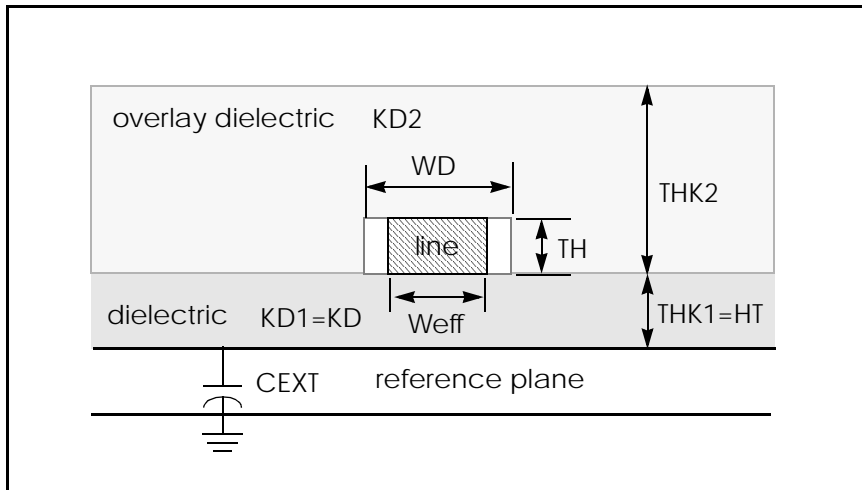 overlay dielectric KD2
WD
THK2
line
TH
dielectric KD1=KD
Weff
THK1=HT
CEXT
reference plane